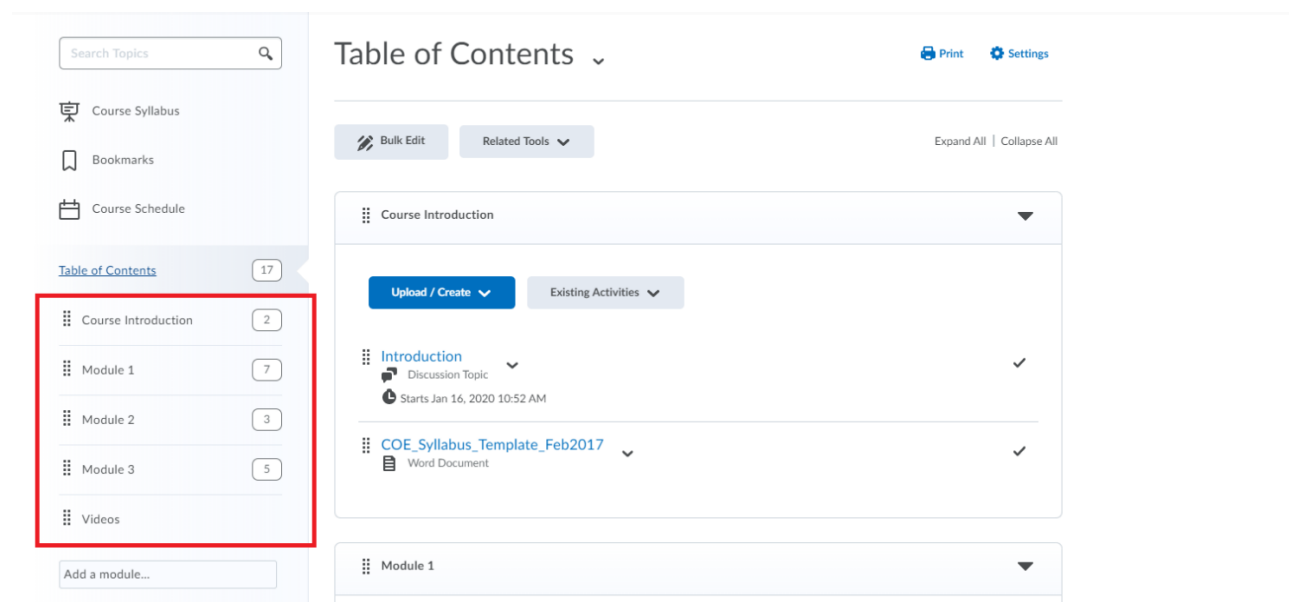 Search Topics
Course Syllabus
Bookmarks
Course Schedule
Table of Contents 17
Course Introduction 2
Module 1 7
Module 2 3
Module 3 5
Videos
Add a module...
Table of Contents
Print Settings
Bulk Edit Related Tools Expand All | Collapse All
Course Introduction
Upload / Create Existing Activities
Introduction
Discussion Topic
Starts Jan 16, 2020 10:52 AM
COE_Syllabus_Template_Feb2017
Word Document
Module 1